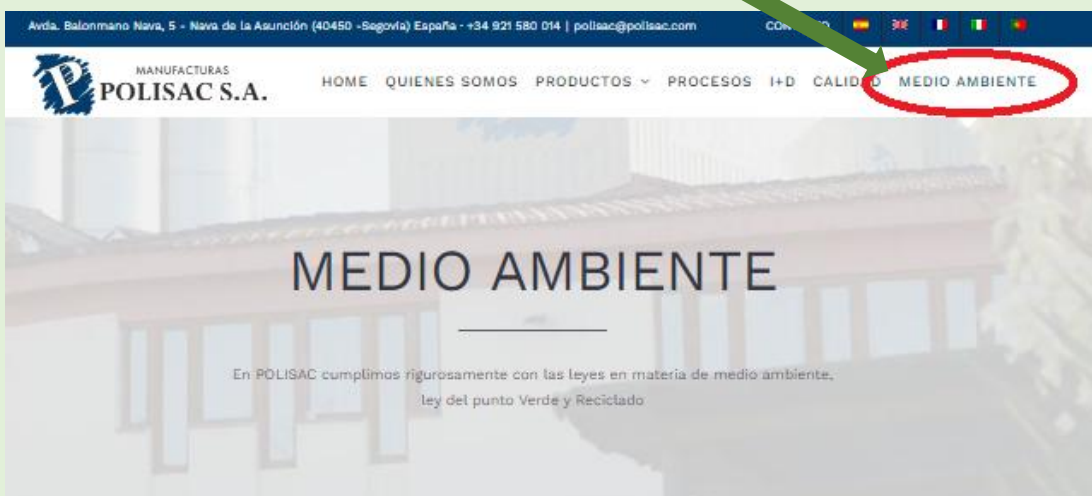 Avda. Balonmano Nava, 5 - Nava de la Asunción (40450 -Segovia) España - +34 921 580 014 | polisac@polisac.com
MANUFACTURAS
POLISAC S.A.
HOME QUIENES SOMOS PRODUCTOS PROCESOS I+D CALIDAD MEDIO AMBIENTE
MEDIO AMBIENTE
En POLISAC cumplimos rigurosamente con las leyes en materia de medio ambiente,
ley del punto Verde y Reciclado